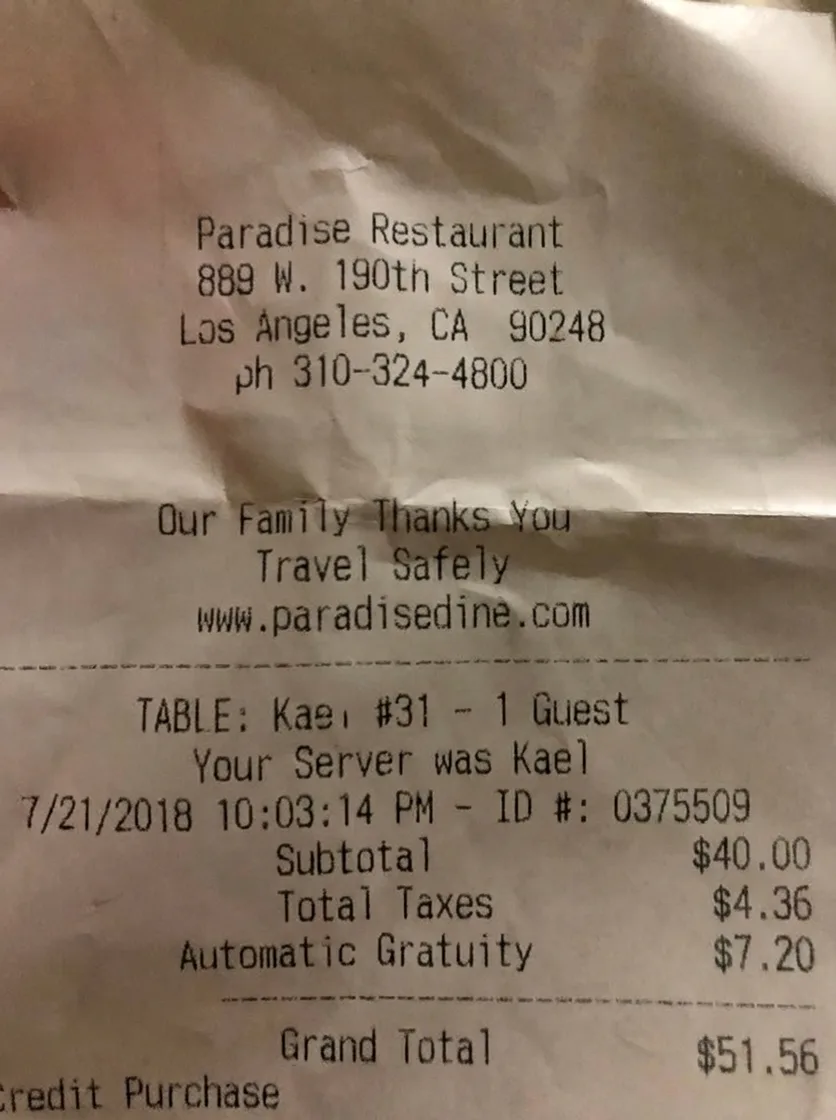 Paradise Restaurant
889 W. 190th Street
Los Angeles, CA 90248
ph 310-324-4800
Our Family Thanks You
Travel Safely
www.paradisedine.com
TABLE: Kael #31 - 1 Guest
Your Server was Kael
7/21/2018 10:03:14 PM - ID #: 0375509
Subtotal $40.00
Total Taxes $4.36
Automatic Gratuity $7.20
Grand Total $51.56
Credit Purchase